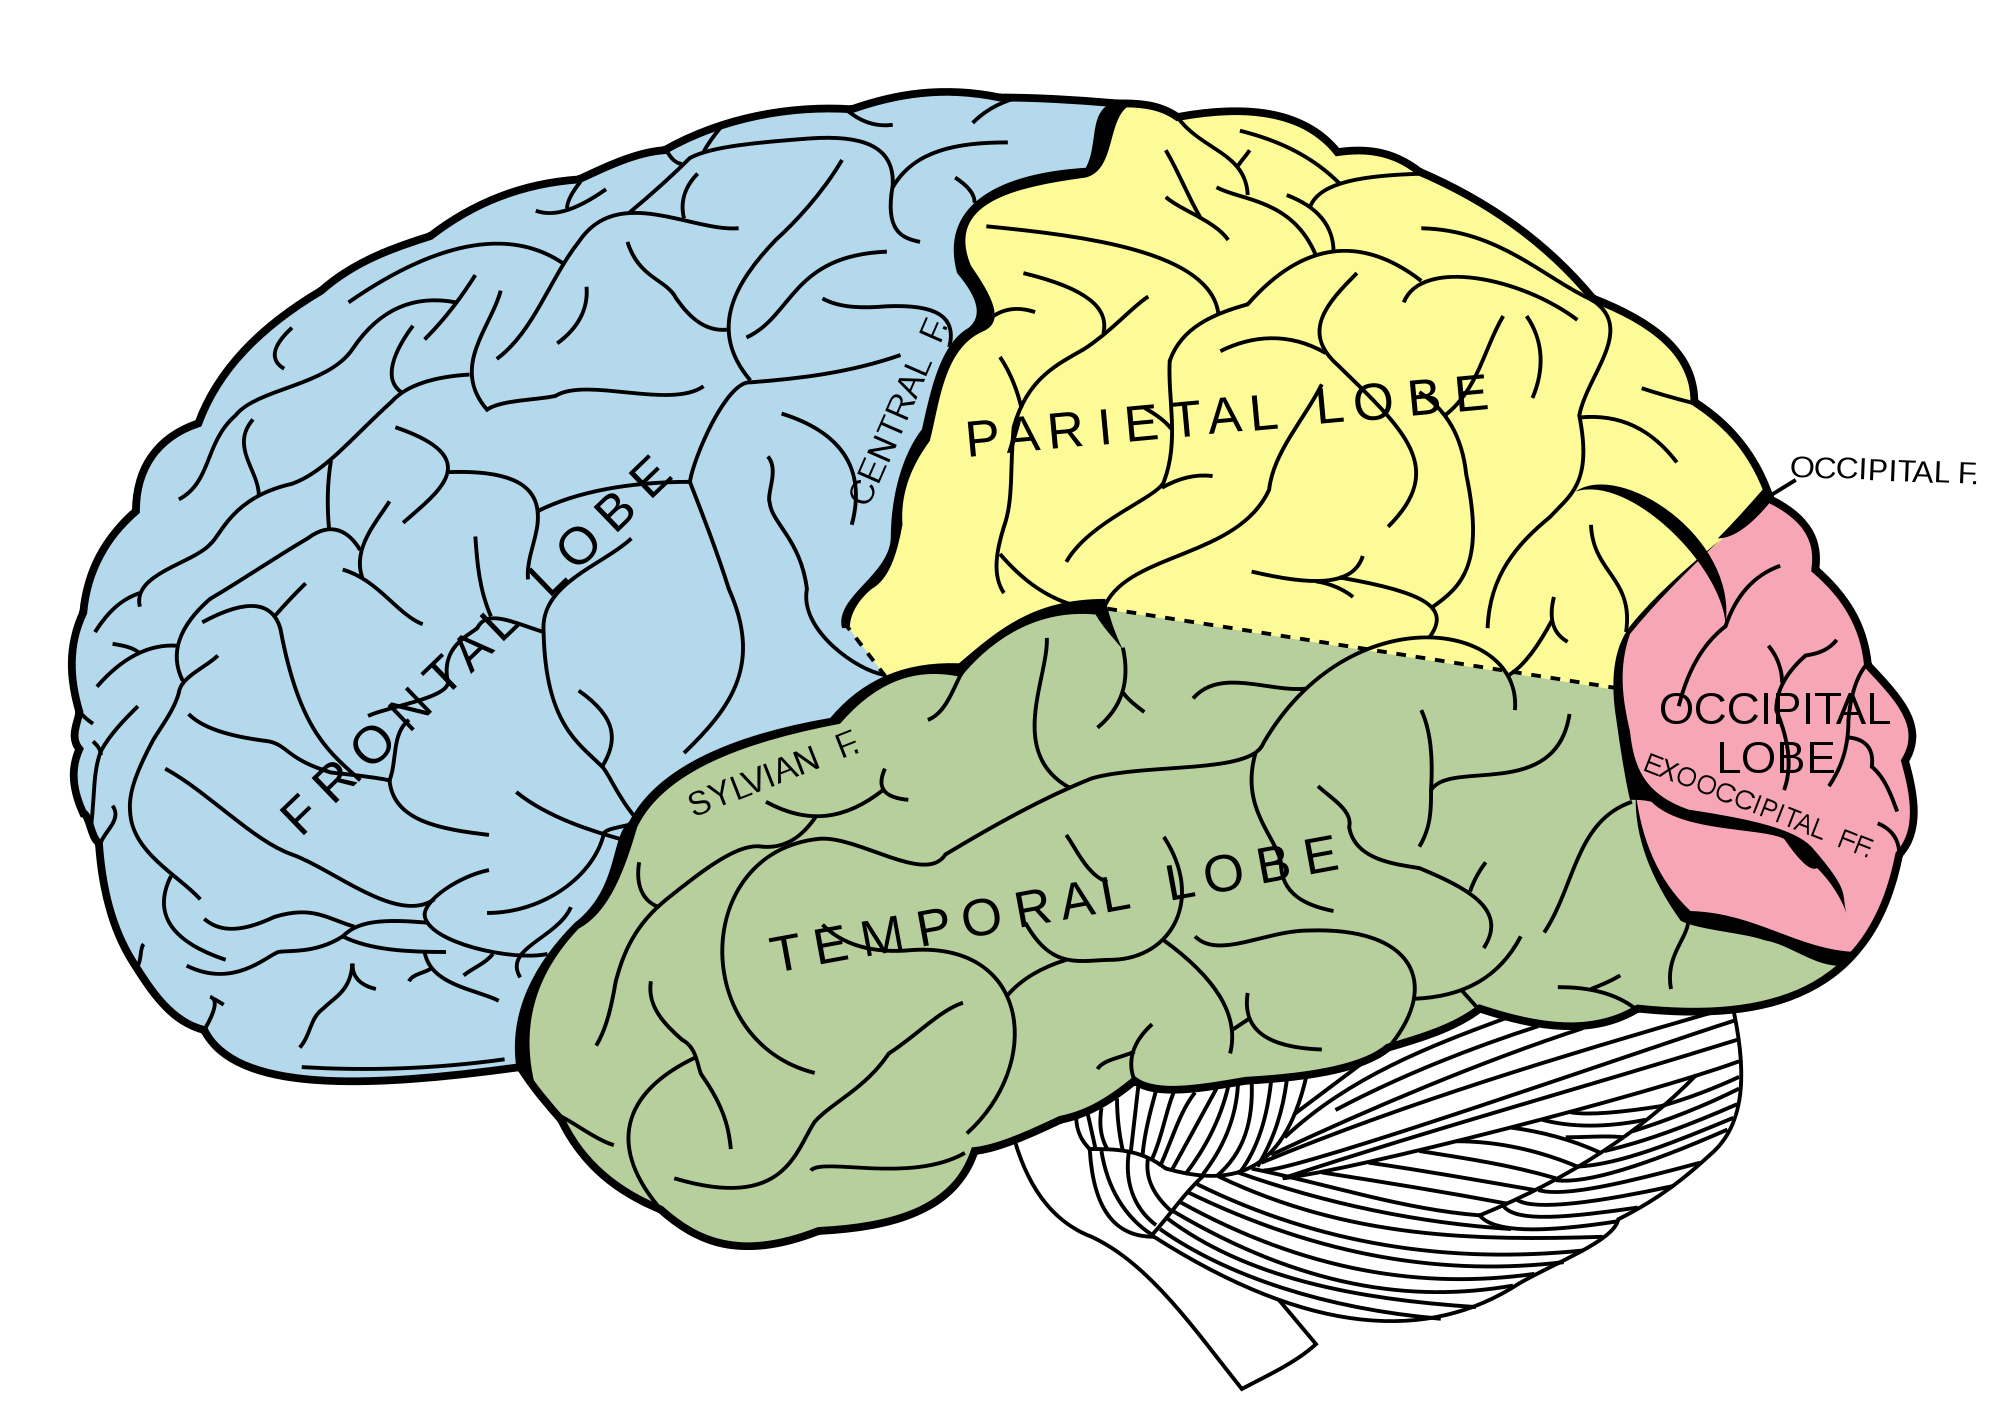 FRONTAL LOBE
CENTRAL F.
PARIETAL LOBE
OCCIPITAL F.
OCCIPITAL
LOBE
EXOOCCIPITAL FF.
SYLVIAN F.
TEMPORAL LOBE